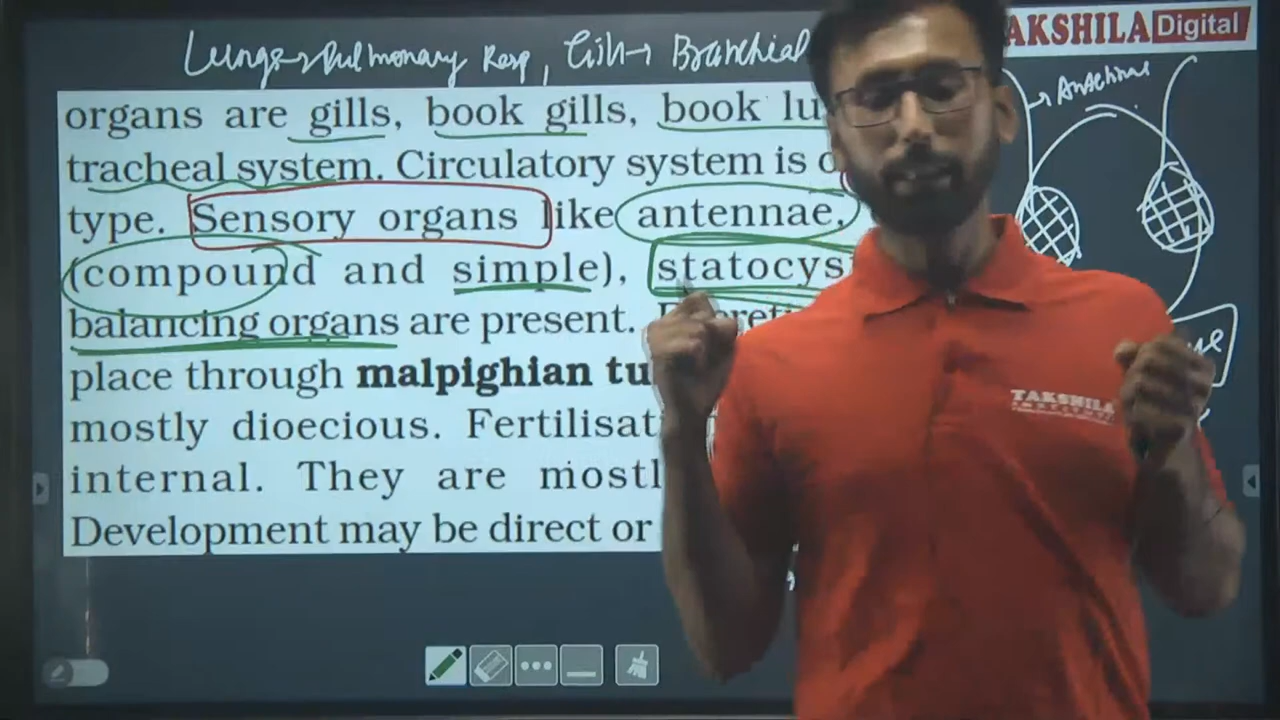 Lungs → Pulmonary Resp, Gills → Branchial
TAKSHILA Digital
→ Antennae
organs are gills, book gills, book lu
tracheal system. Circulatory system is o
type. Sensory organs like antennae,
(compound and simple), statocys
balancing organs are present.
place through malpighian tu
mostly dioecious. Fertilisati
internal. They are mostl
Development may be direct or
TAKSHILA